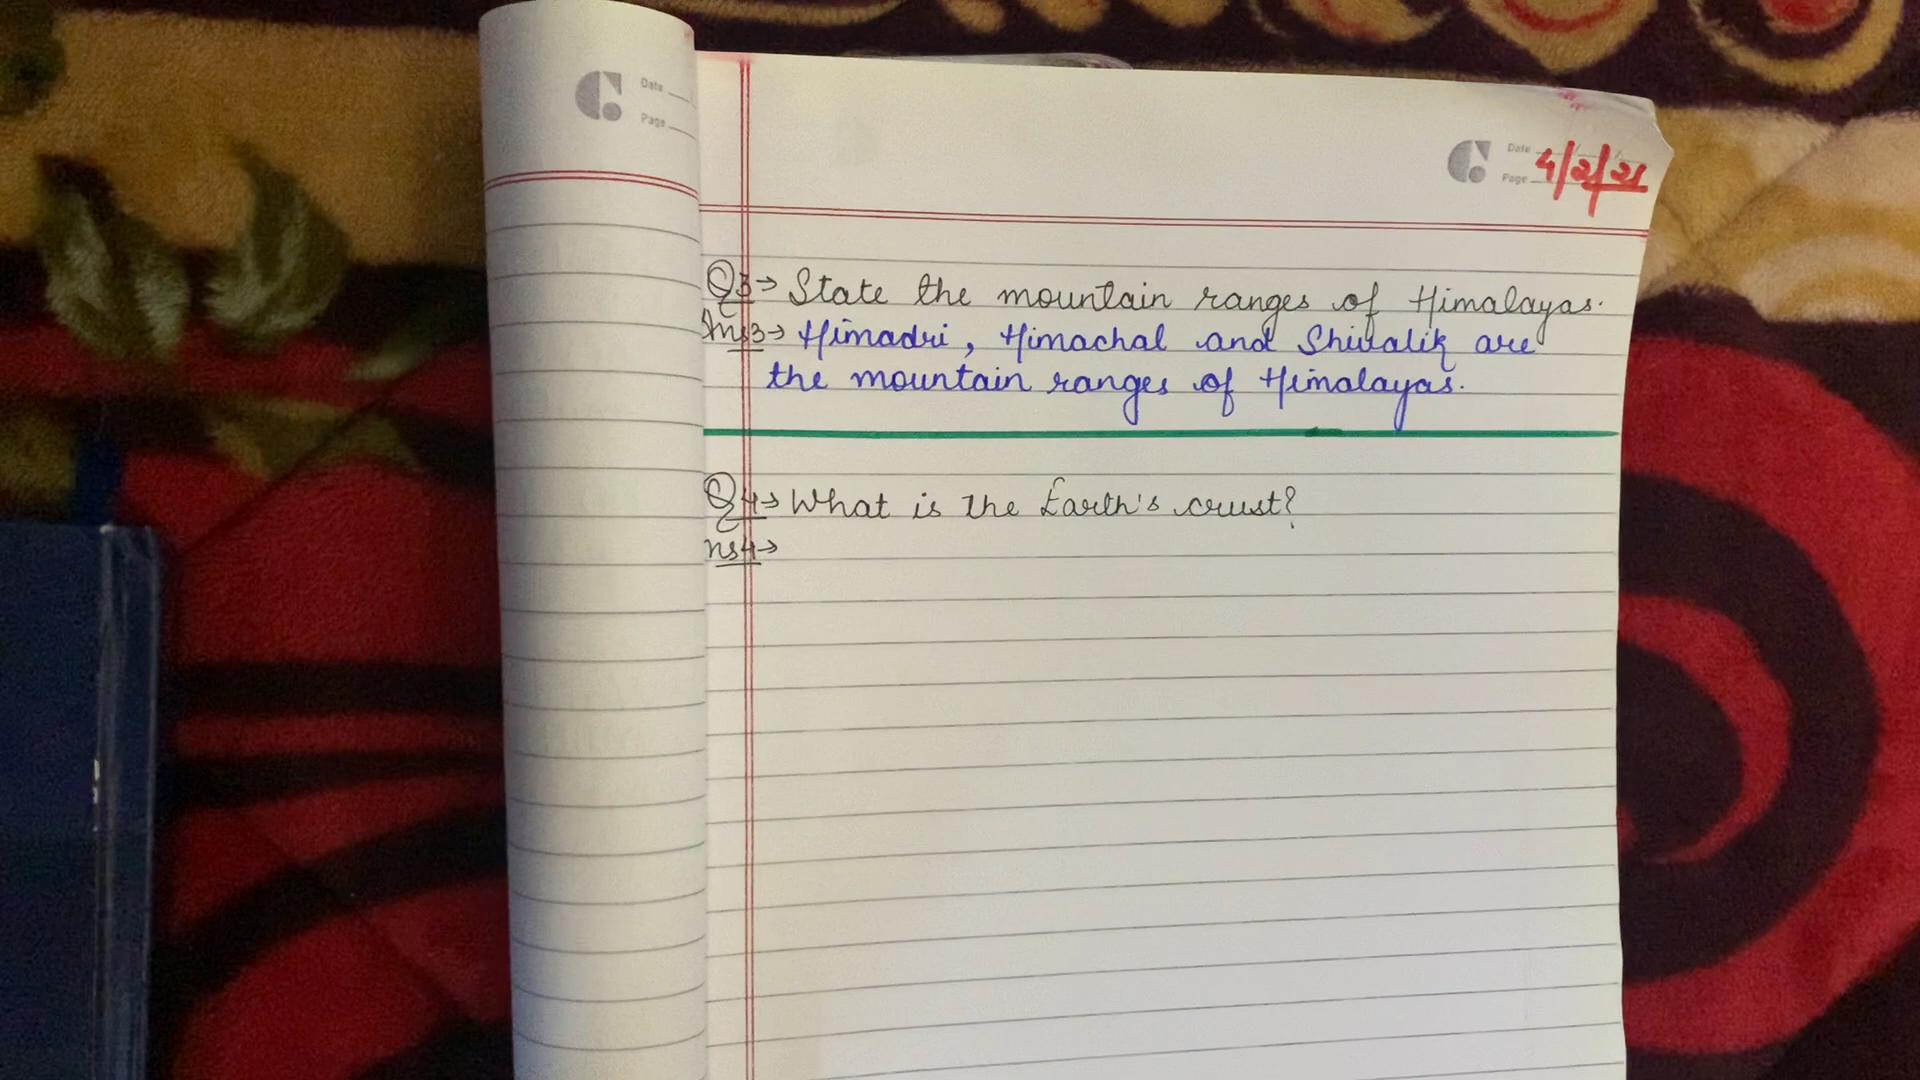 Date
Page
Date 4/2/21
Page
Q3→ State the mountain ranges of Himalayas.
Ans3→ Himadri, Himachal and Shivalik are
the mountain ranges of Himalayas.
Q4→ What is the Earth's crust?
ns4→